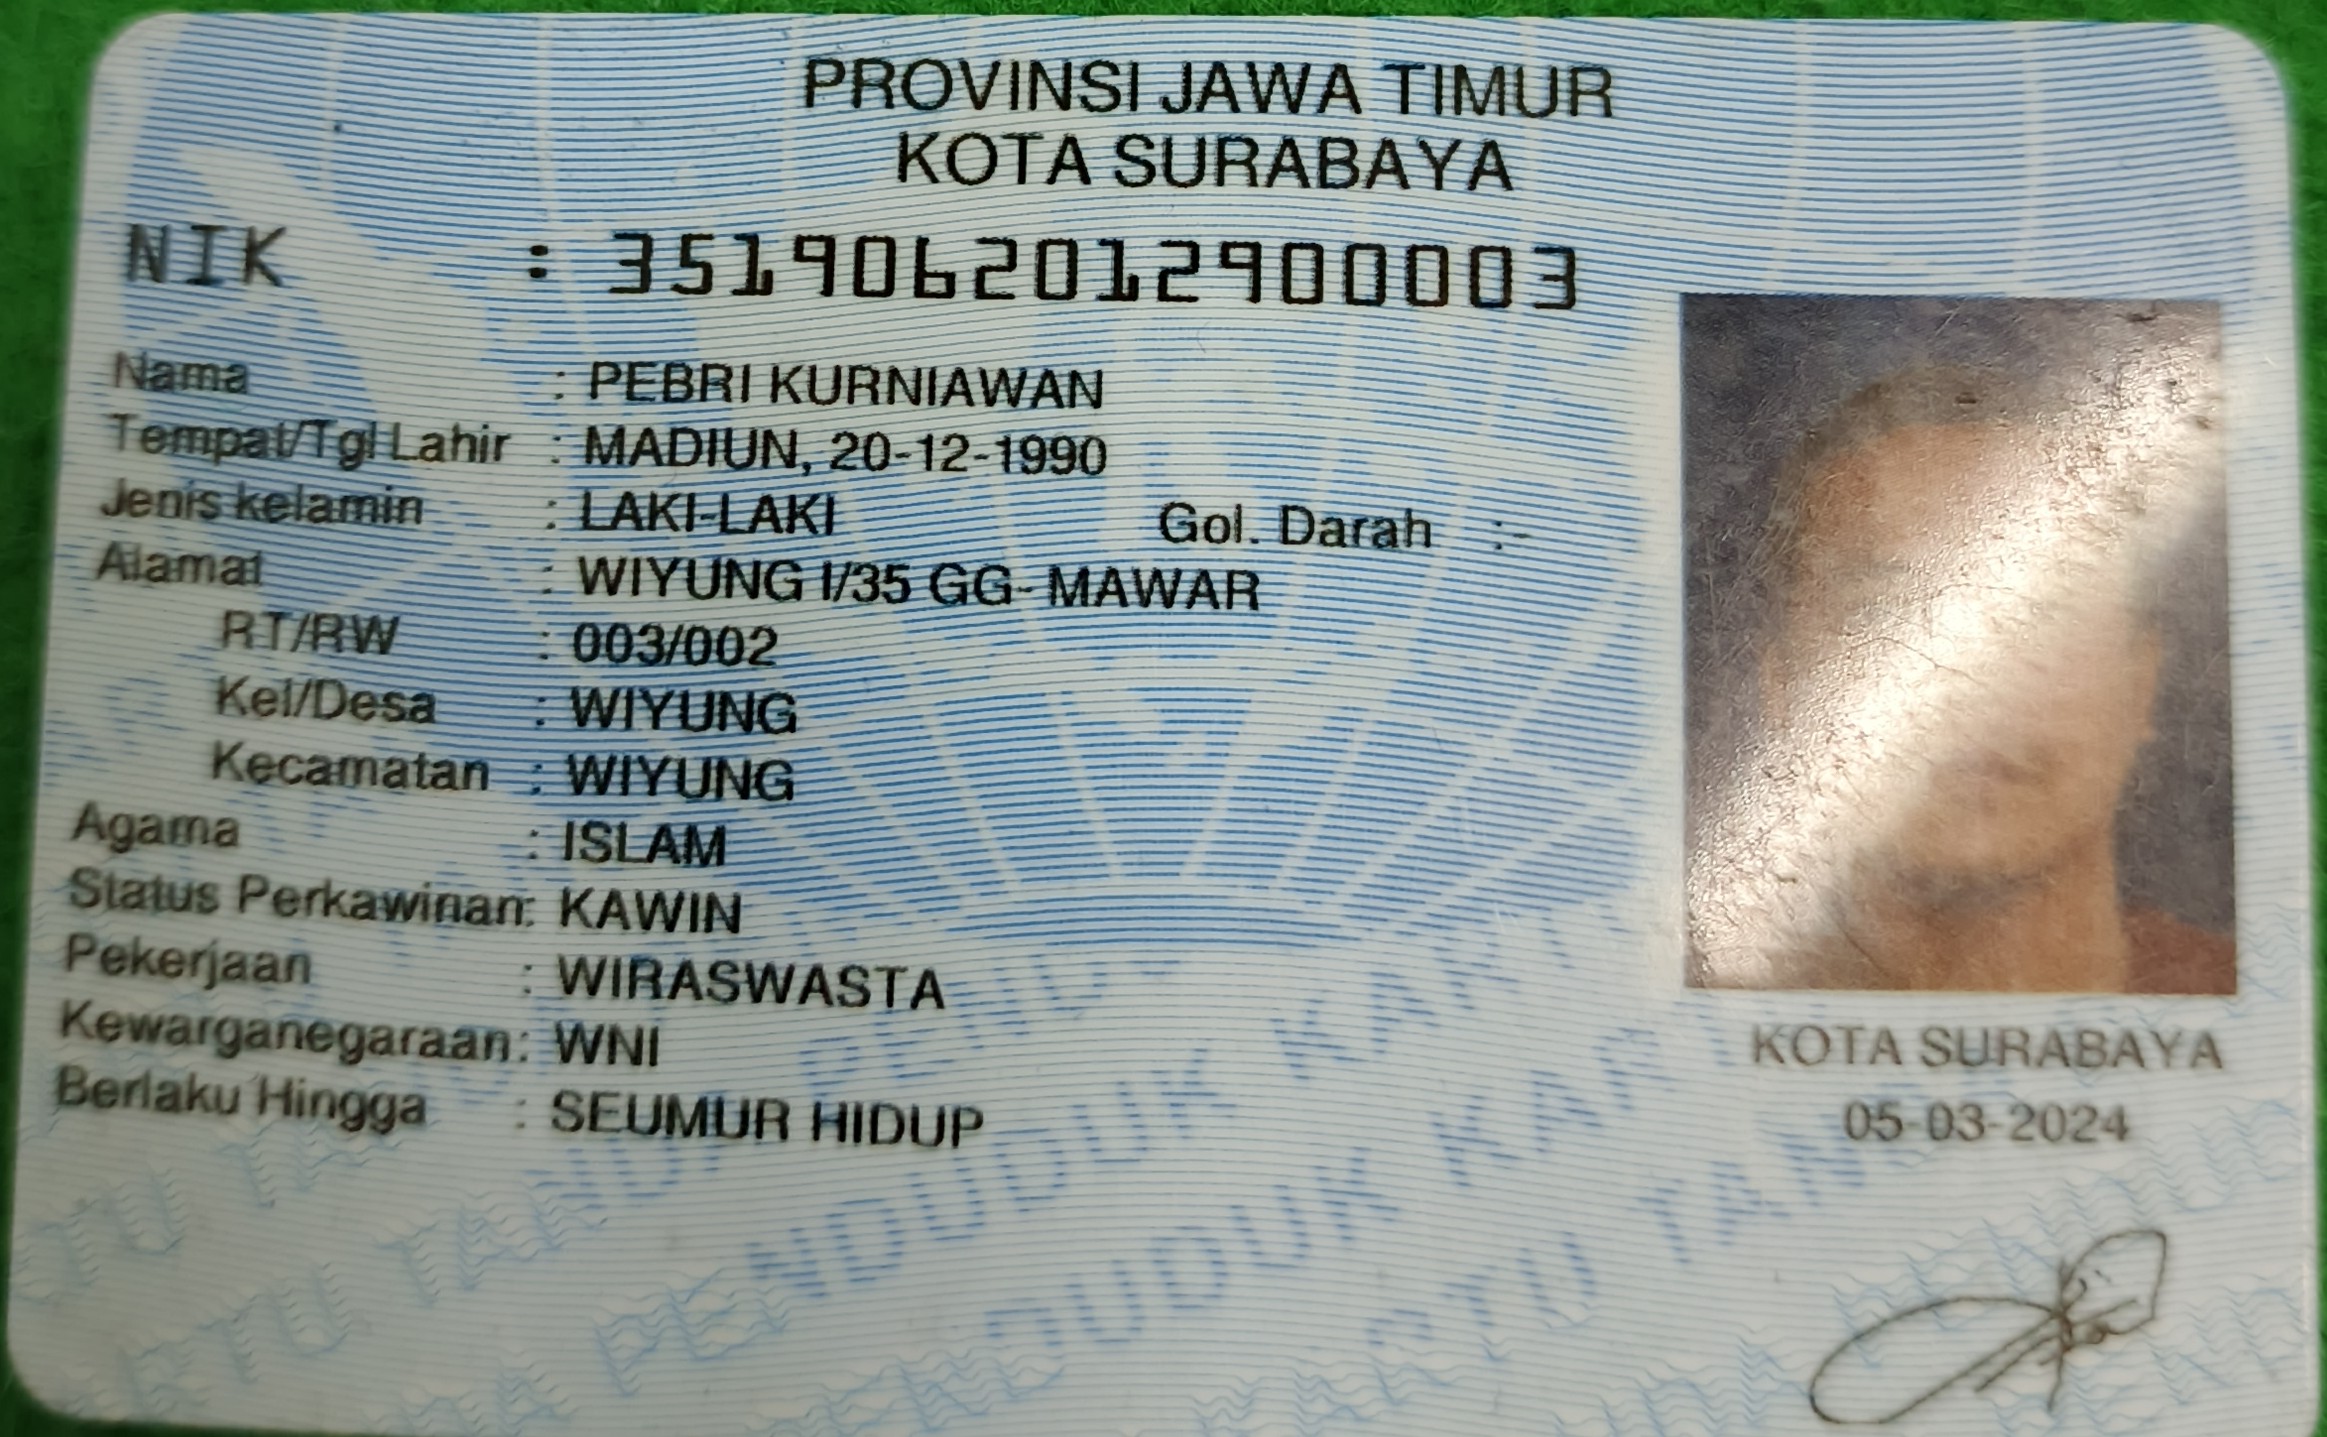 PROVINSI JAWA TIMUR
KOTA SURABAYA
NIK : 3519062012900003
Nama : PEBRI KURNIAWAN
Tempat/Tgl Lahir : MADIUN, 20-12-1990
Jenis kelamin : LAKI-LAKI Gol. Darah :-
Alamat : WIYUNG I/35 GG- MAWAR
RT/RW : 003/002
Kel/Desa : WIYUNG
Kecamatan : WIYUNG
Agama : ISLAM
Status Perkawinan: KAWIN
Pekerjaan : WIRASWASTA
Kewarganegaraan: WNI
Berlaku Hingga : SEUMUR HIDUP
KOTA SURABAYA
05-03-2024